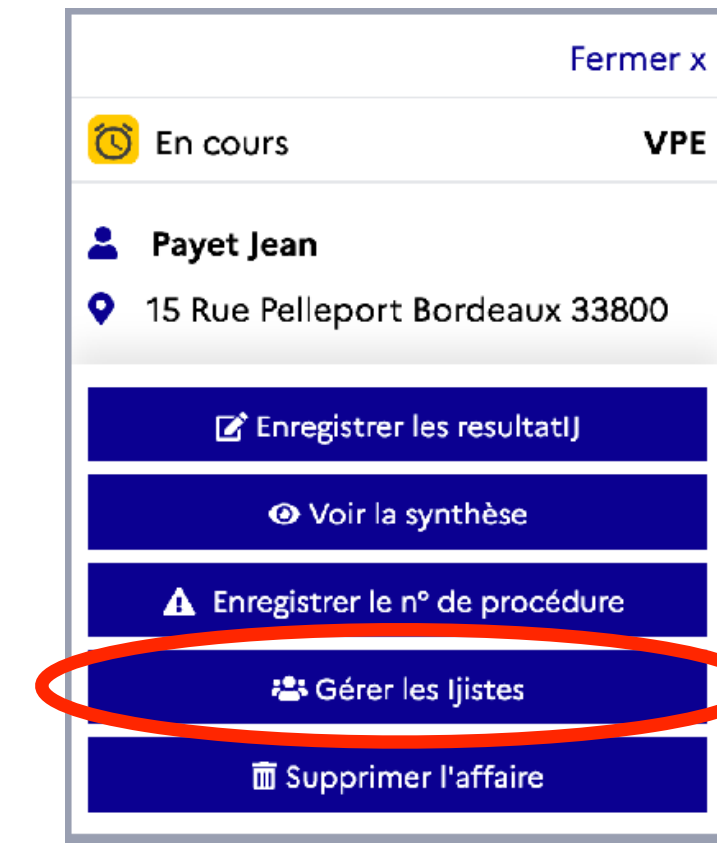 Fermer x
En cours VPE
Payet Jean
15 Rue Pelleport Bordeaux 33800
Enregistrer les resultatIJ
Voir la synthèse
Enregistrer le n° de procédure
Gérer les Ijistes
Supprimer l'affaire